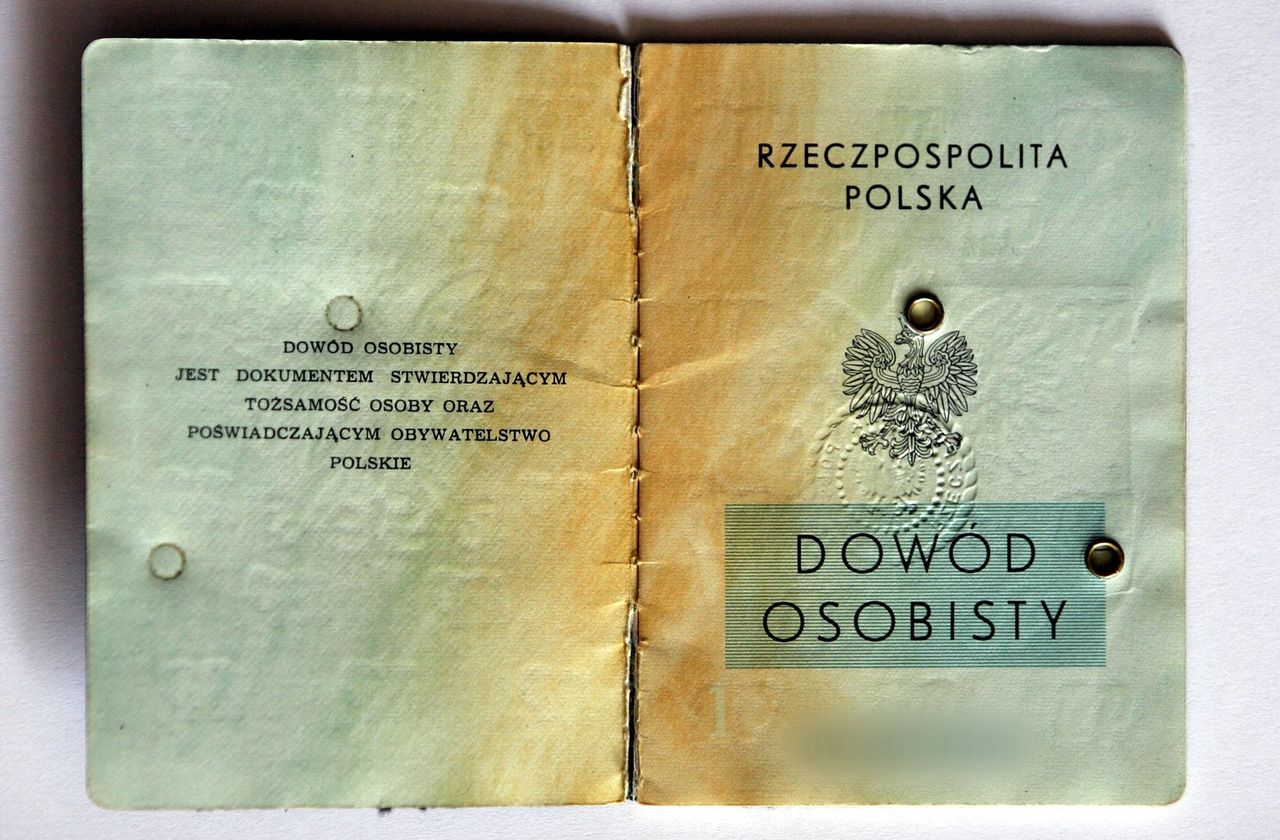 DOWÓD OSOBISTY
JEST DOKUMENTEM STWIERDZAJĄCYM
TOŻSAMOŚĆ OSOBY ORAZ
POŚWIADCZAJĄCYM OBYWATELSTWO
POLSKIE
RZECZPOSPOLITA
POLSKA
DOWÓD
OSOBISTY